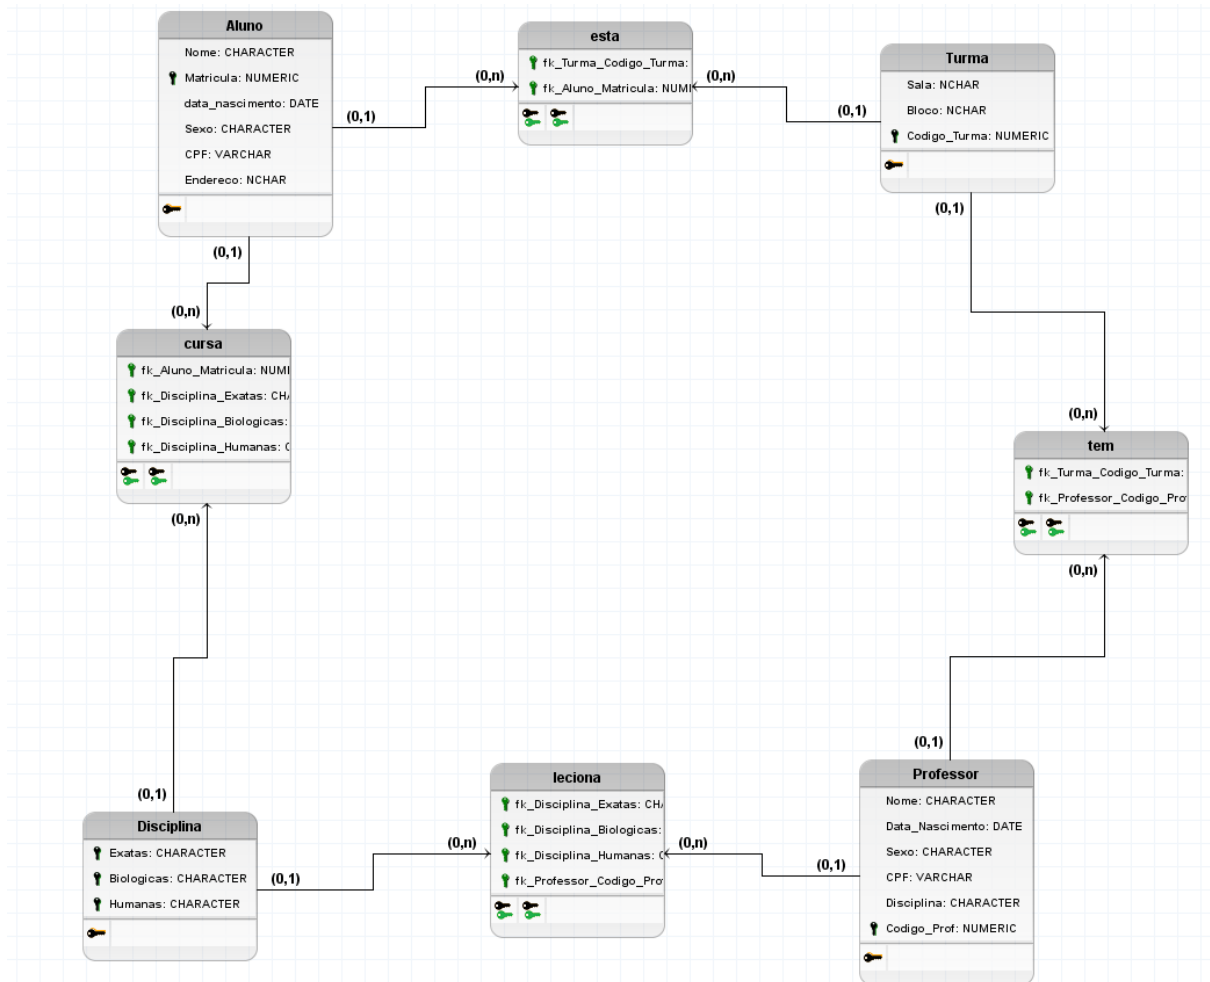 Aluno
Nome: CHARACTER
Matricula: NUMERIC
data_nascimento: DATE
Sexo: CHARACTER
CPF: VARCHAR
Endereco: NCHAR
(0,1)
(0,n)
esta
fk_Turma_Codigo_Turma:
fk_Aluno_Matricula: NUMI
(0,n)
(0,1)
Turma
Sala: NCHAR
Bloco: NCHAR
Codigo_Turma: NUMERIC
(0,1)
(0,1)
(0,n)
cursa
fk_Aluno_Matricula: NUMI
fk_Disciplina_Exatas: CH
fk_Disciplina_Biologicas:
fk_Disciplina_Humanas:
(0,n)
(0,n)
tem
fk_Turma_Codigo_Turma:
fk_Professor_Codigo_Pro
(0,n)
(0,1)
Disciplina
Exatas: CHARACTER
Biologicas: CHARACTER
Humanas: CHARACTER
(0,1)
(0,n)
leciona
fk_Disciplina_Exatas: CH
fk_Disciplina_Biologicas:
fk_Disciplina_Humanas:
fk_Professor_Codigo_Pro
(0,n)
(0,1)
(0,1)
Professor
Nome: CHARACTER
Data_Nascimento: DATE
Sexo: CHARACTER
CPF: VARCHAR
Disciplina: CHARACTER
Codigo_Prof: NUMERIC